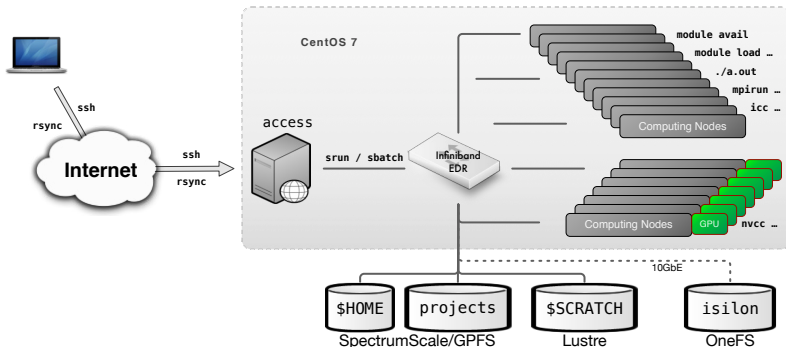 CentOS 7
module avail
module load …
./a.out
mpirun …
icc …
Computing Nodes
ssh
rsync
Internet
ssh
rsync
access
srun / sbatch
Infiniband
EDR
Computing Nodes
GPU
nvcc …
10GbE
$HOME
projects
$SCRATCH
isilon
SpectrumScale/GPFS
Lustre
OneFS